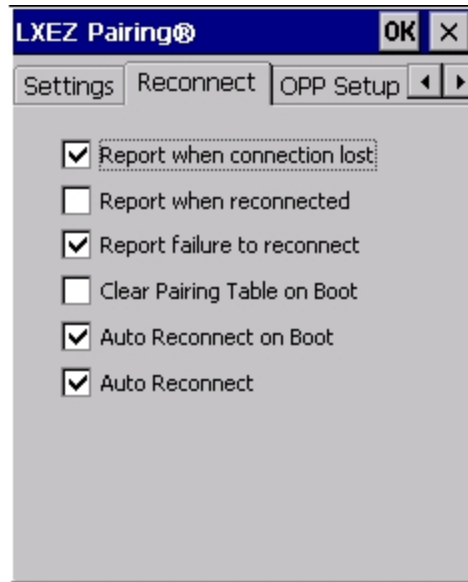 LXEZ Pairing® OK ×
Settings Reconnect OPP Setup
Report when connection lost
Report when reconnected
Report failure to reconnect
Clear Pairing Table on Boot
Auto Reconnect on Boot
Auto Reconnect